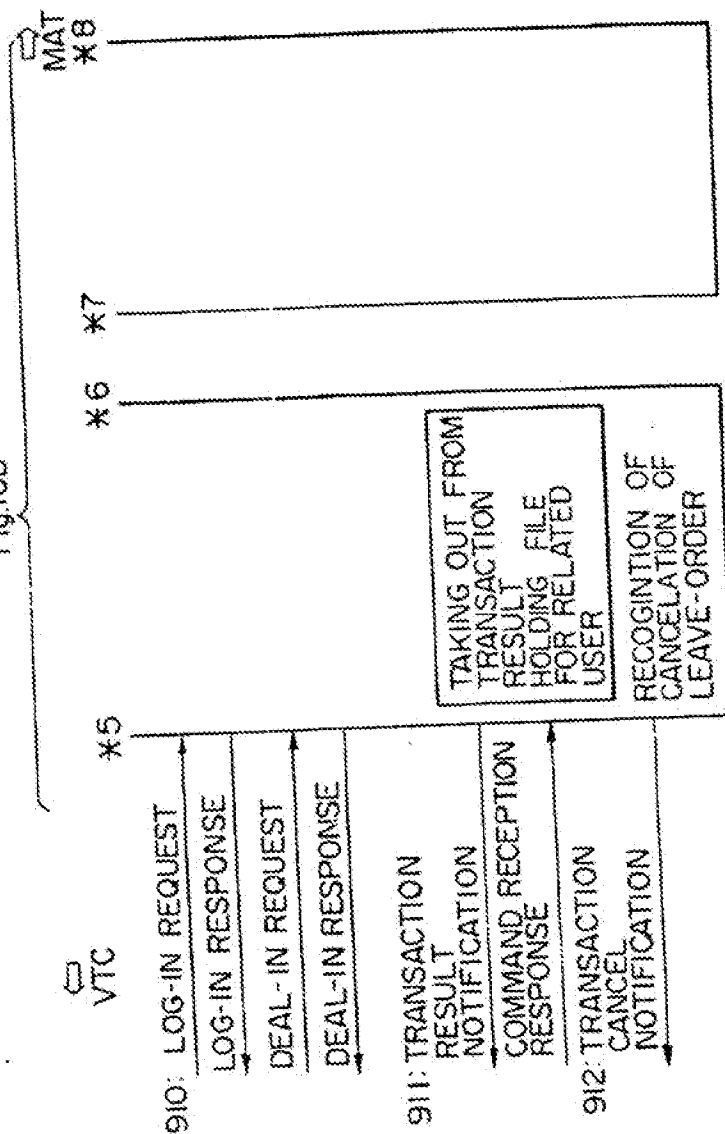 Fig.16B
VTC
MAT
*5
*6
*7
*8
910: LOG-IN REQUEST
LOG-IN RESPONSE
DEAL-IN REQUEST
DEAL-IN RESPONSE
911: TRANSACTION
RESULT
NOTIFICATION
COMMAND RECEPTION
RESPONSE
912: TRANSACTION
CANCEL
NOTIFICATION
TAKING OUT FROM
TRANSACTION
RESULT
HOLDING FILE
FOR RELATED
USER
RECOGINTION OF
CANCELATION OF
LEAVE-ORDER